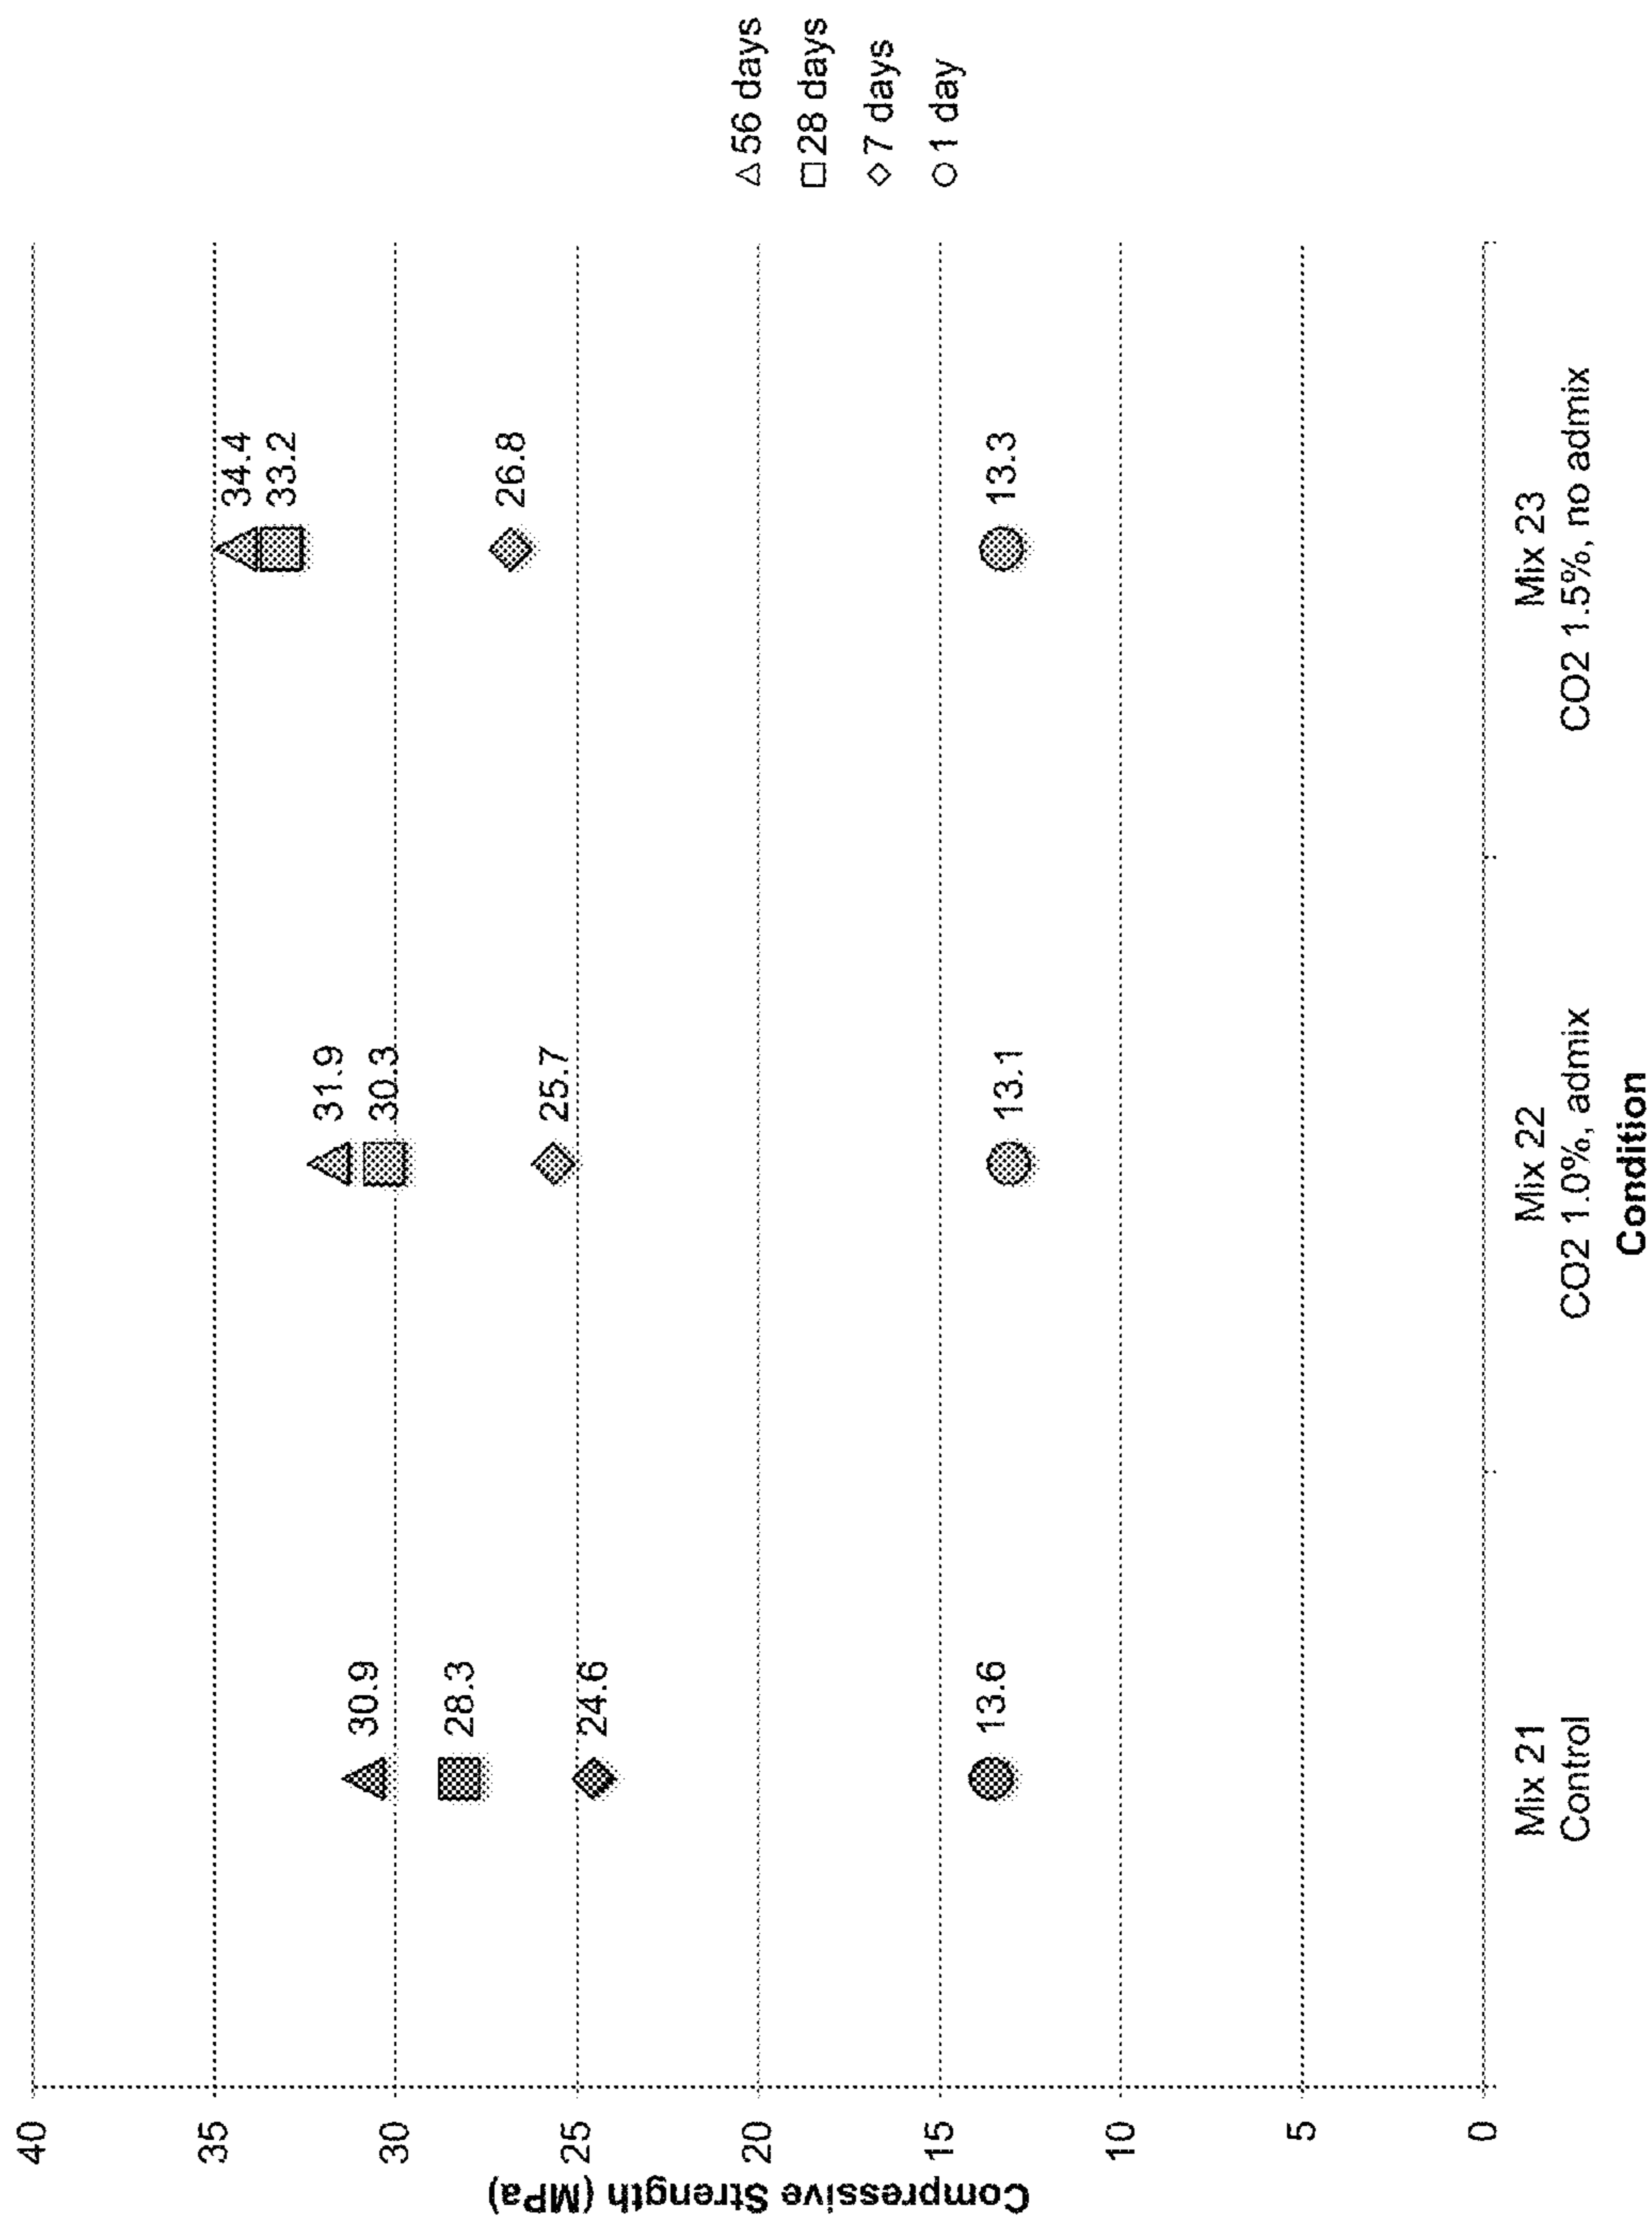 Compressive Strength (MPa)
40
35
30
25
20
15
10
5
0
30.9
28.3
24.6
13.6
31.9
30.3
25.7
13.1
34.4
33.2
26.8
13.3
Mix 21
Control
Mix 22
CO2 1.0%, admix
Mix 23
CO2 1.5%, no admix
Condition
56 days
28 days
7 days
1 day